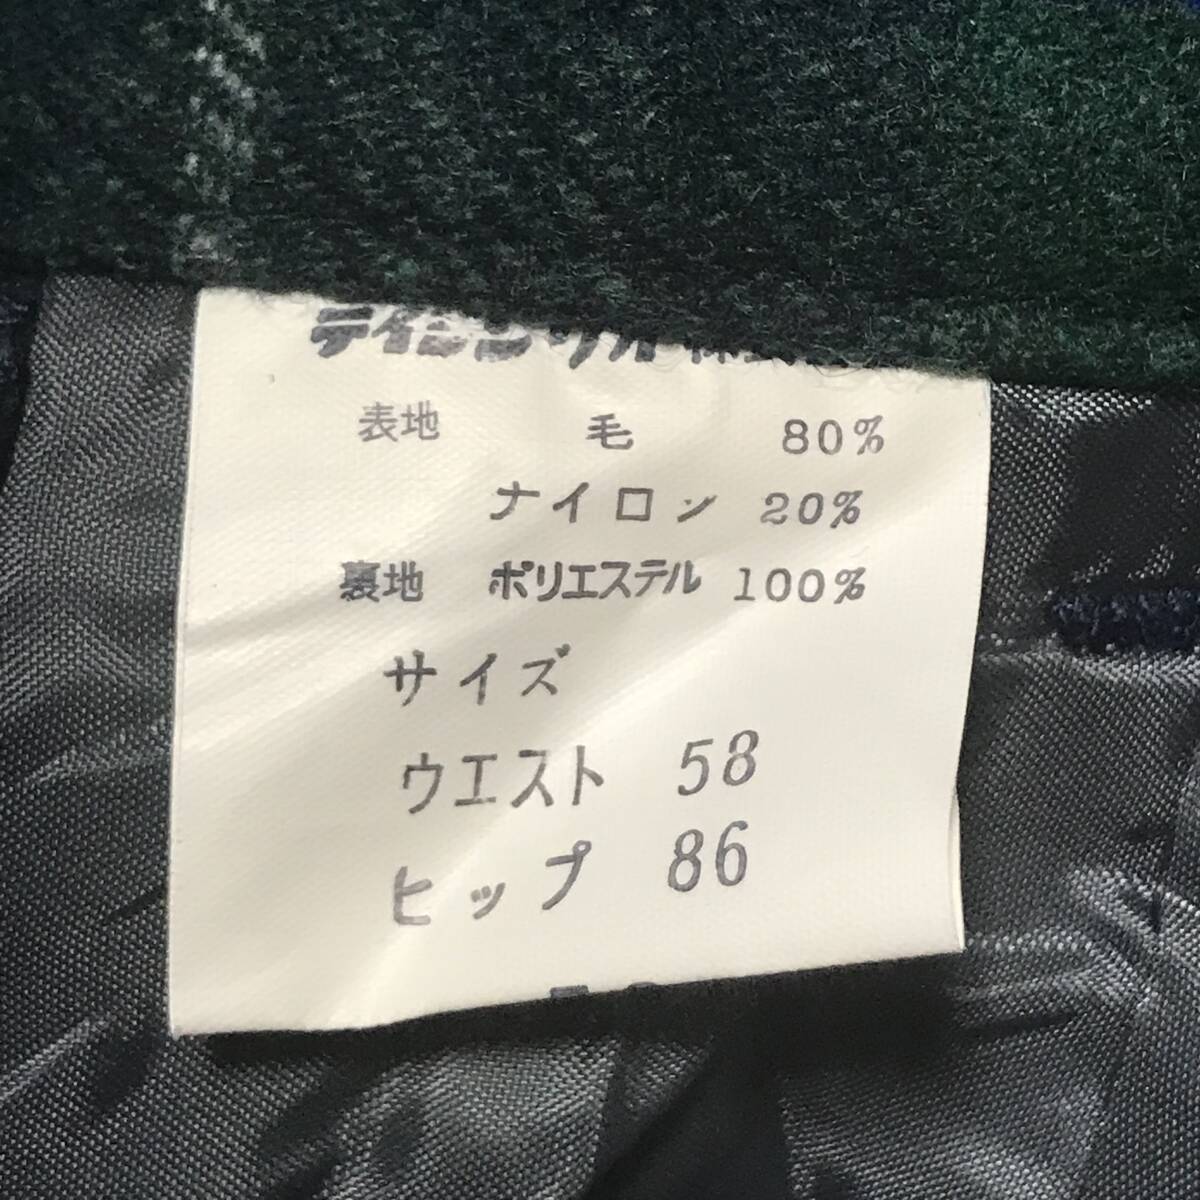 表地 毛 80%
ナイロン 20%
裏地 ポリエステル 100%
サイズ
ウエスト 58
ヒップ 86